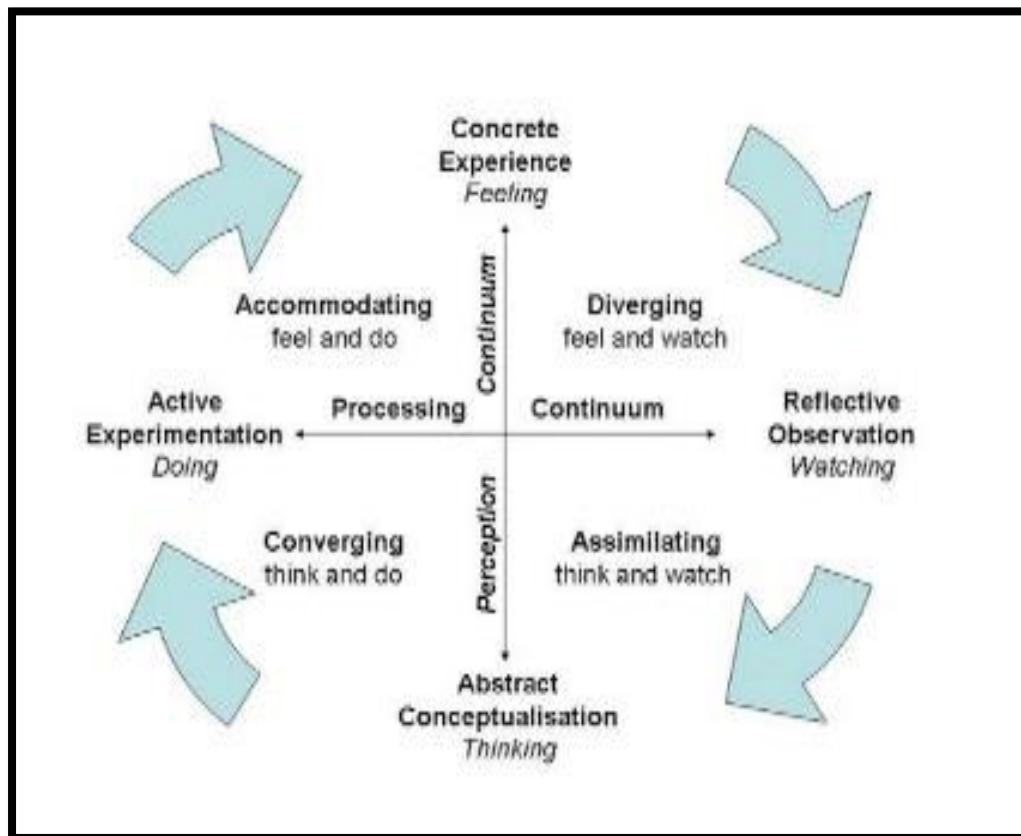 Concrete
Experience
Feeling
Accommodating
feel and do
Continuum
Diverging
feel and watch
Active
Experimentation
Doing
Processing
Continuum
Reflective
Observation
Watching
Converging
think and do
Perception
Assimilating
think and watch
Abstract
Conceptualisation
Thinking